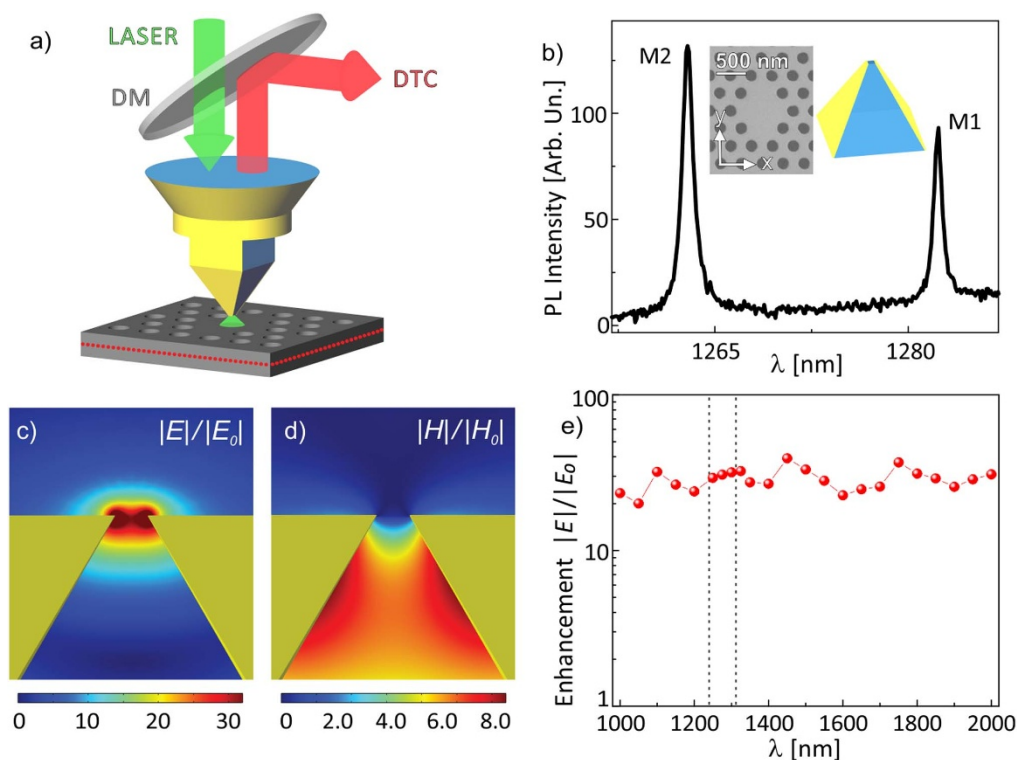 a)
LASER
DM
DTC
b)
M2
500 nm
y
x
M1
PL Intensity [Arb. Un.]
100
50
0
1265
1280
λ [nm]
c)
|E|/|E₀|
0
10
20
30
d)
|H|/|H₀|
0
2.0
4.0
6.0
8.0
e)
Enhancement |E|/|E₀|
100
10
1
1000
1200
1400
1600
1800
2000
λ [nm]